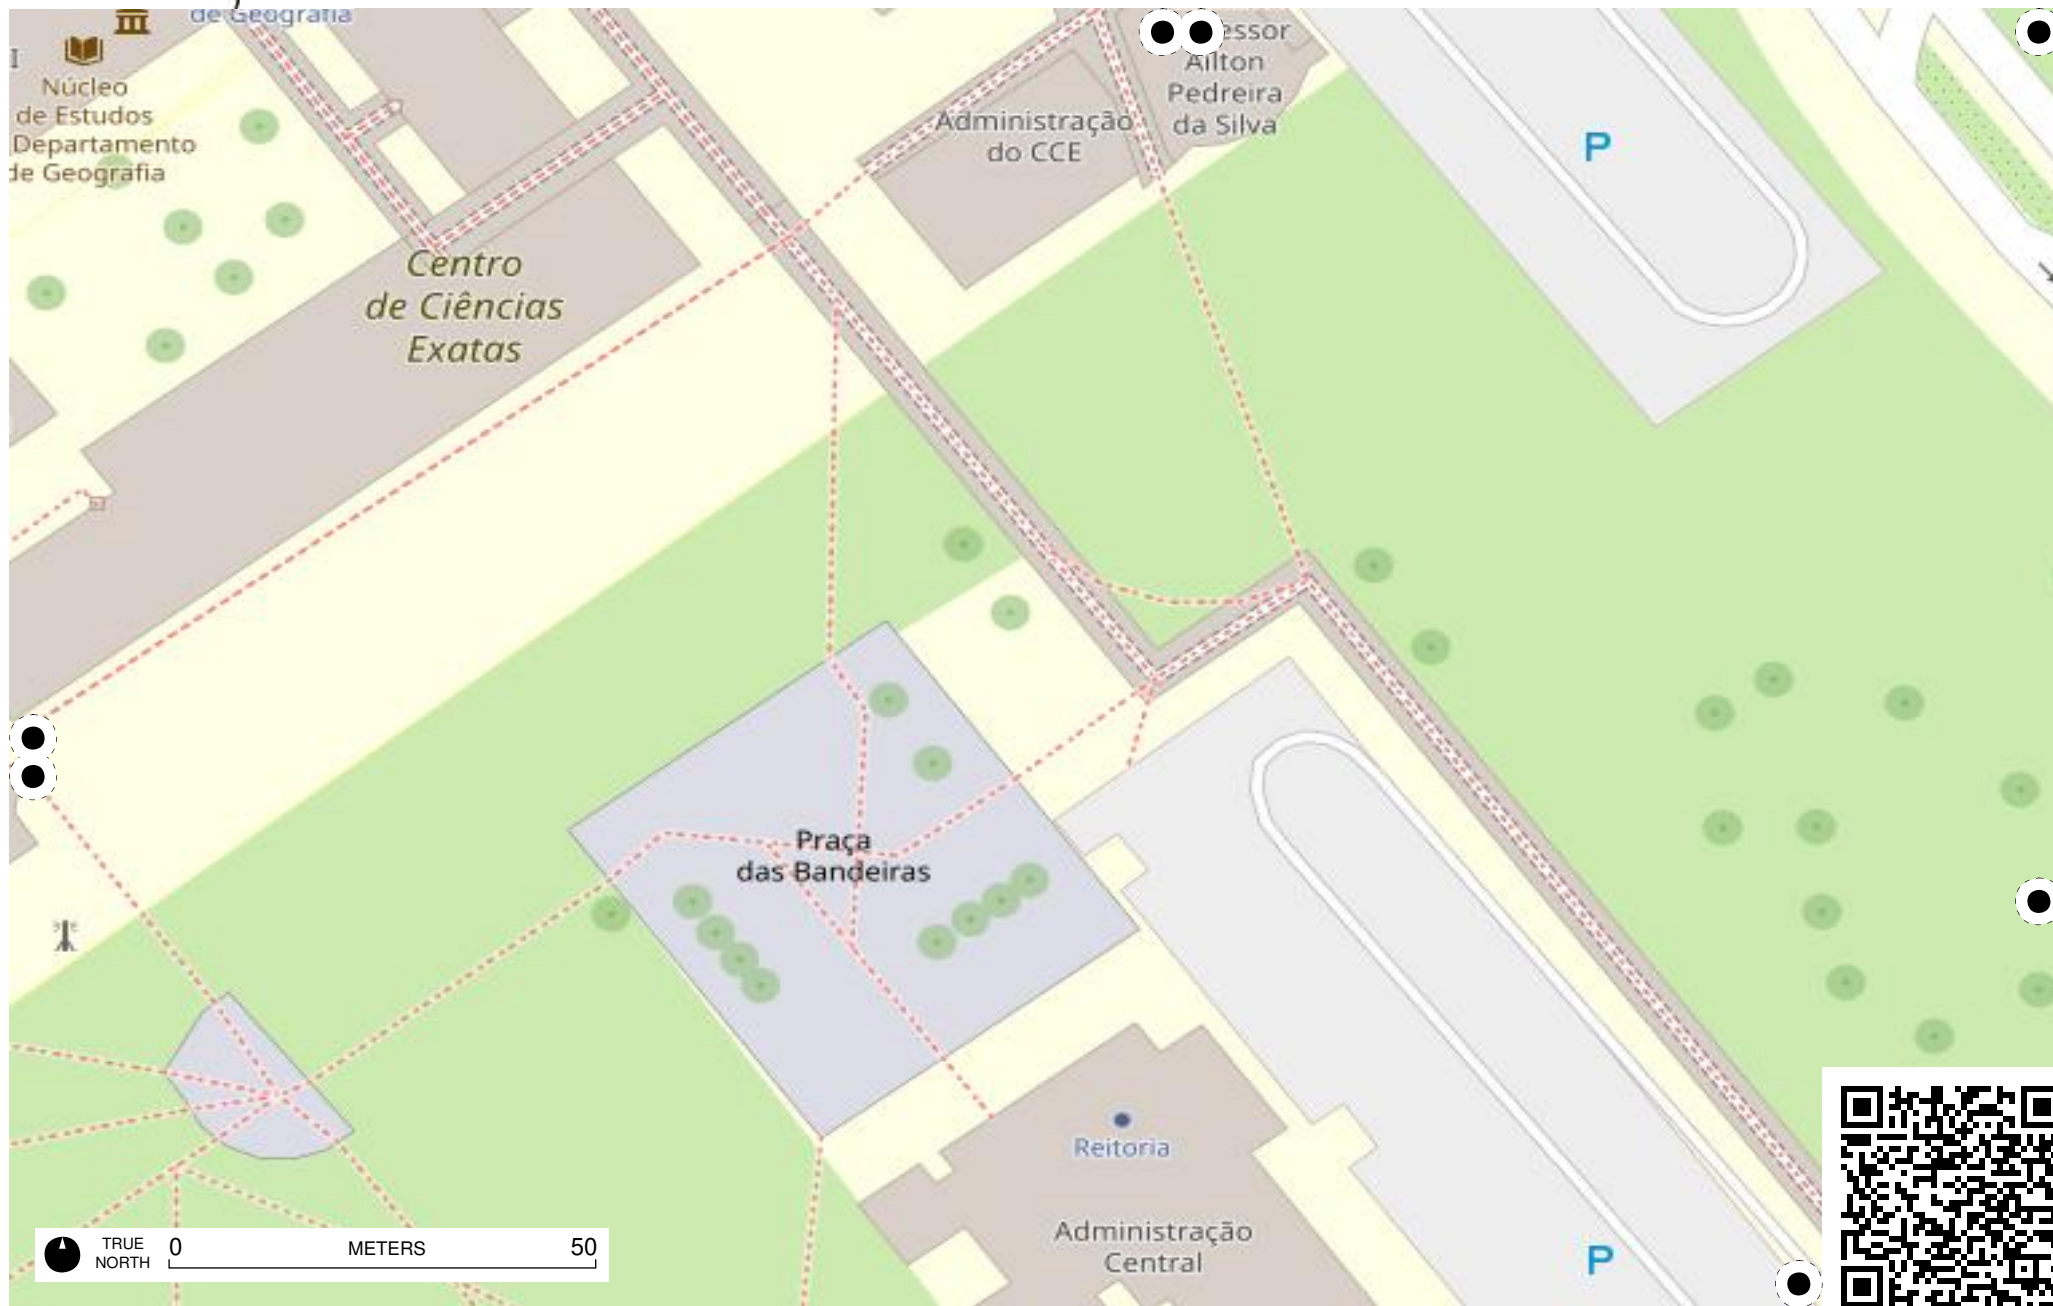 de Geografia
Núcleo
de Estudos
Departamento
de Geografia
Centro
de Ciências
Exatas
Administração
do CCE
essor
Ailton
Pedreira
da Silva
P
Praça
das Bandeiras
Reitoria
Administração
Central
P
TRUE
NORTH
0 METERS 50